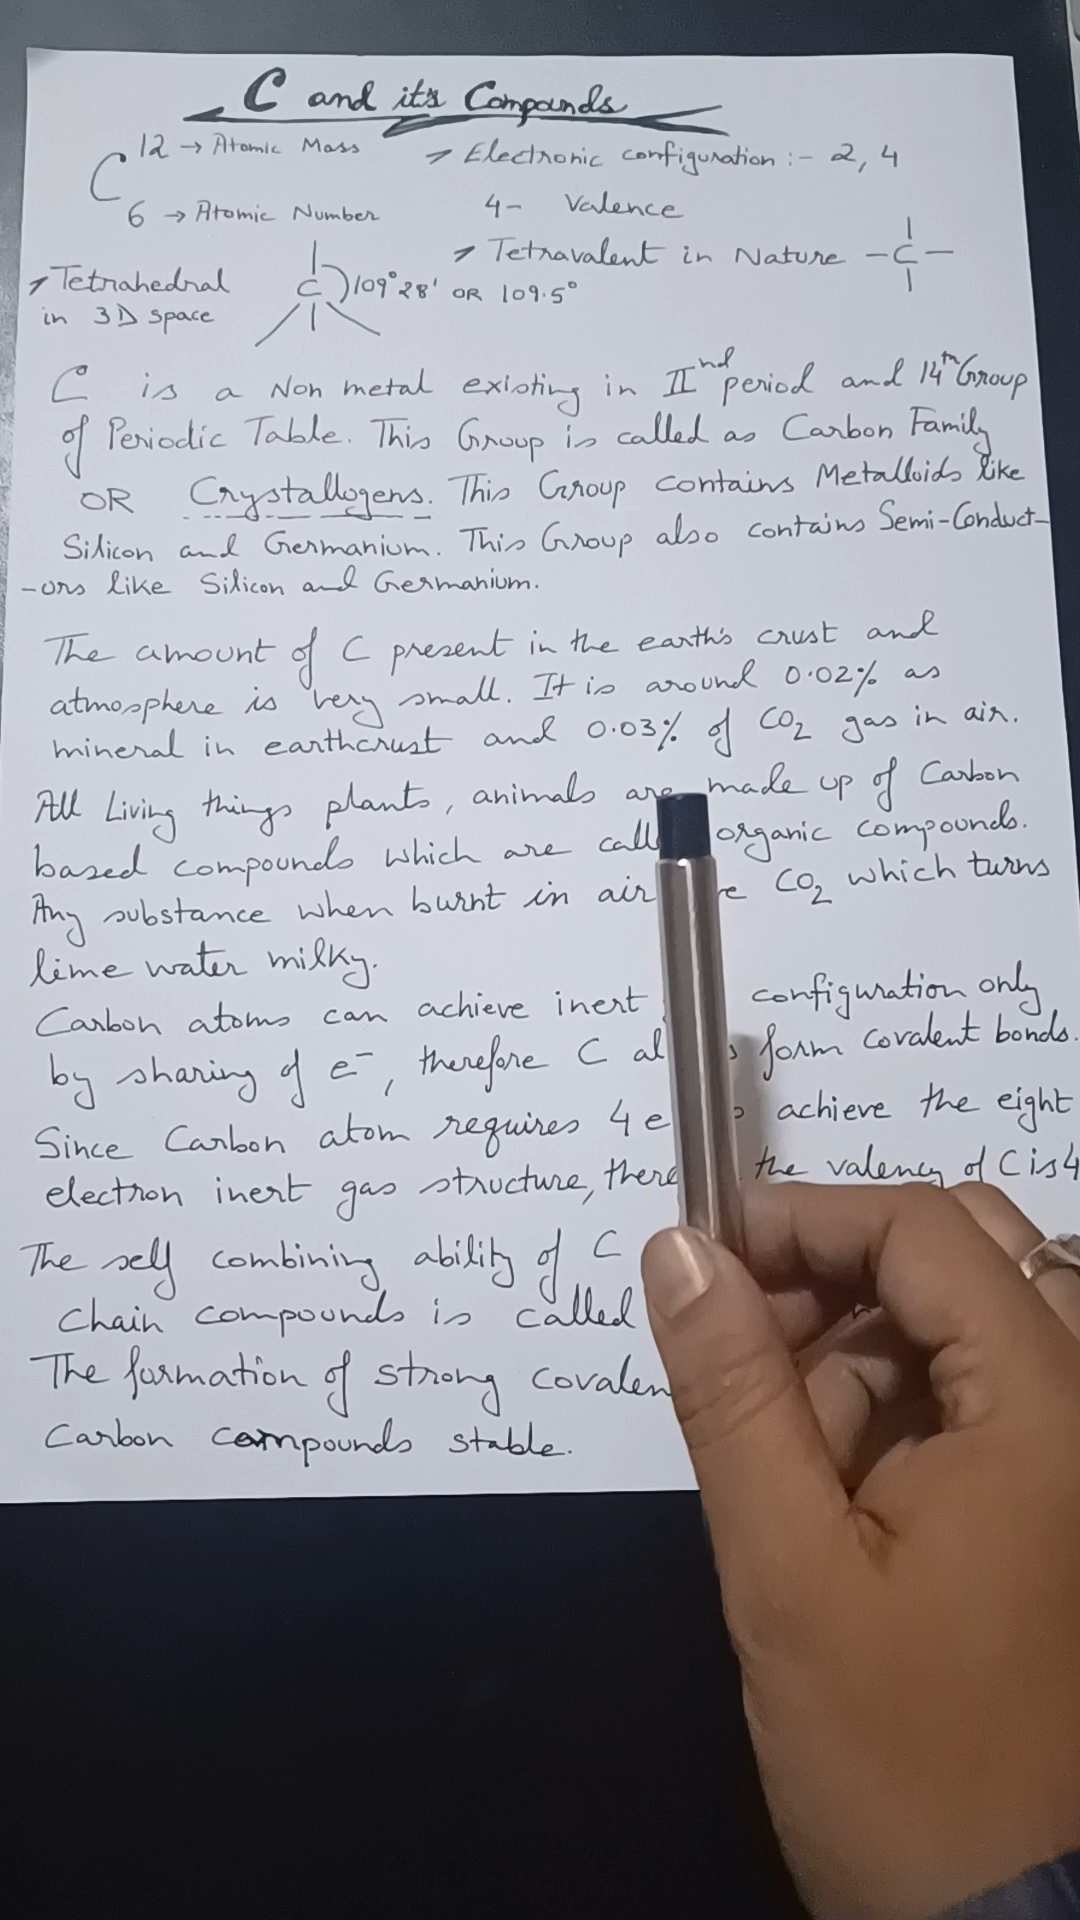 C and it's Compounds
C 12 → Atomic Mass
6 → Atomic Number
→ Electronic configuration :- 2, 4
4 - Valence
→ Tetravalent in Nature - C -
→ Tetrahedral in 3D space
C 109°28' OR 109.5°
C is a Non metal existing in IInd period and 14th Group
of Periodic Table. This Group is called as Carbon Family
OR Crystallogens. This Group contains Metalloids like
Silicon and Germanium. This Group also contains Semi-Conduct-
-ors like Silicon and Germanium.
The amount of C present in the earth's crust and
atmosphere is very small. It is around 0.02% as
mineral in earthcrust and 0.03% of CO2 gas in air.
All Living things plants, animals are made up of Carbon
based compounds which are organic compounds.
Any substance when burnt in air CO2 which turns
lime water milky.
Carbon atoms can achieve inert configuration only
by sharing of e-, therefore C form covalent bonds.
Since Carbon atom requires 4 e achieve the eight
electron inert gas structure, the valency of C is 4
The self combining ability of C
chain compounds is called
The formation of strong
Carbon compounds stable.